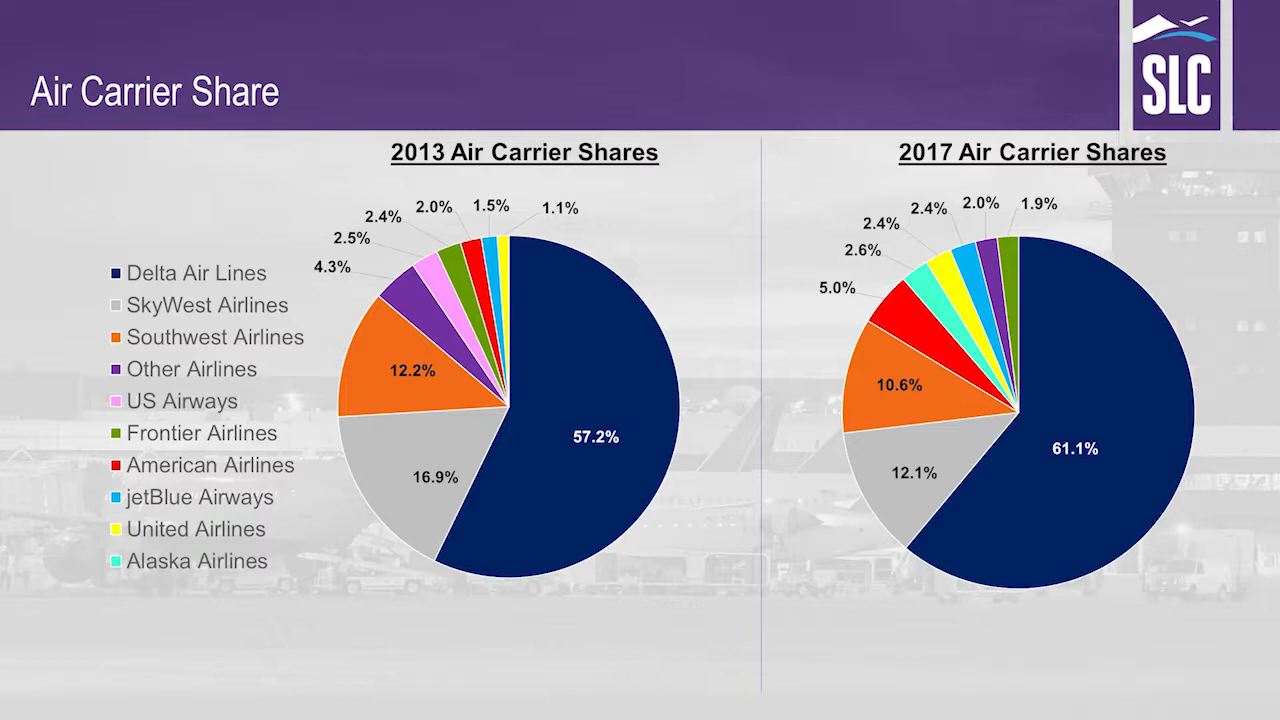 SLC
Air Carrier Share
2013 Air Carrier Shares
2.4%
2.0%
1.5%
1.1%
2.5%
4.3%
12.2%
57.2%
16.9%
Delta Air Lines
SkyWest Airlines
Southwest Airlines
Other Airlines
US Airways
Frontier Airlines
American Airlines
jetBlue Airways
United Airlines
Alaska Airlines
2017 Air Carrier Shares
2.4%
2.4%
2.0%
1.9%
2.6%
5.0%
10.6%
61.1%
12.1%